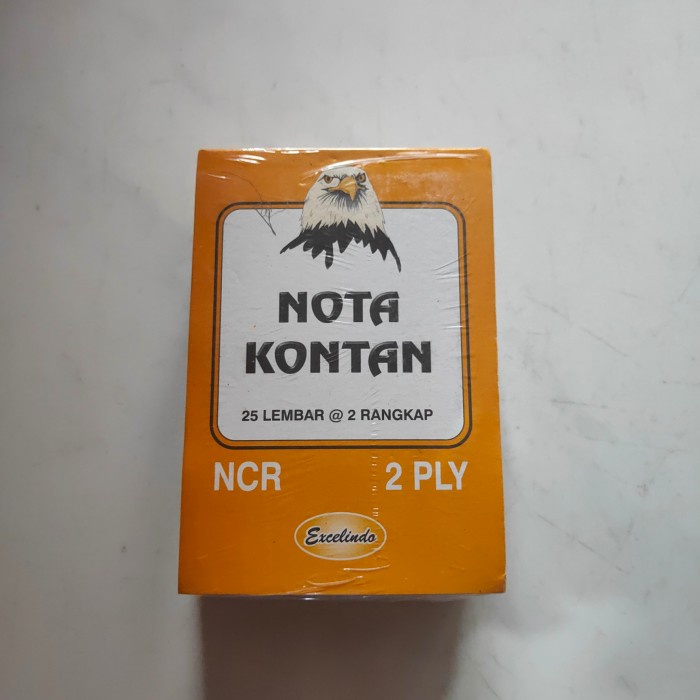 NOTA
KONTAN
25 LEMBAR @ 2 RANGKAP
NCR 2 PLY
Excelindo